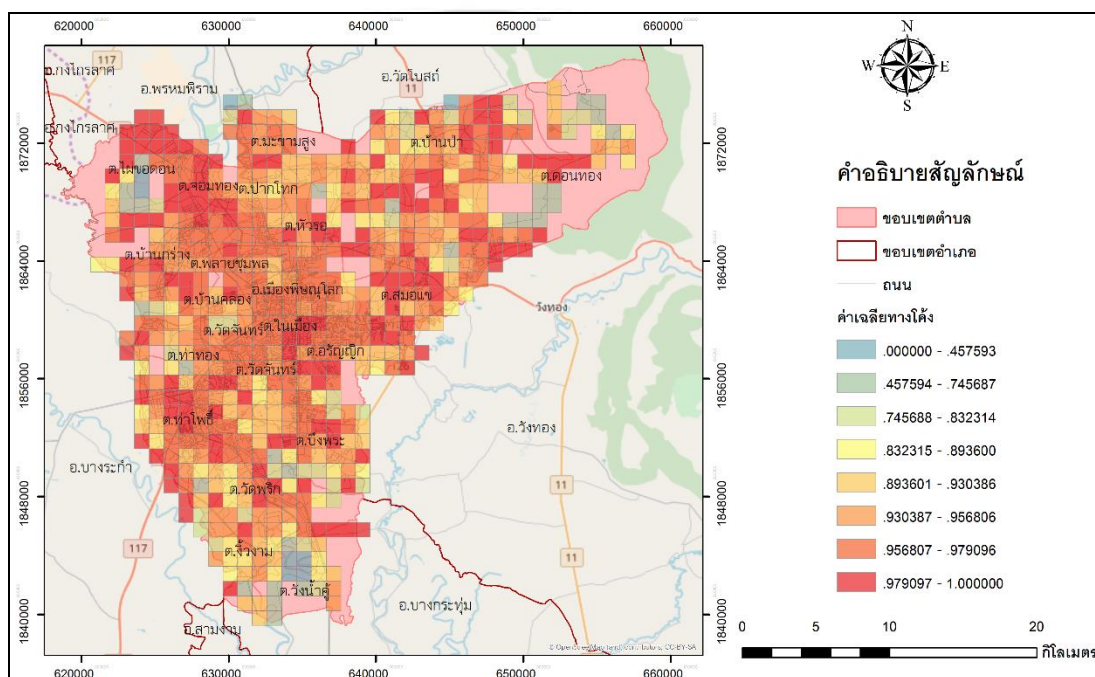 620000 630000 640000 650000 660000
117
อ.กงไกรลาศ
อ.พรหมพิราม
อ.วัดโบสถ์
11
อ.กงไกรลาศ
1872000
1872000
ต.มะขามสูง
ต.บ้านป่า
ต.ไผ่ขอดอน
ต.จอมทอง
ต.ปากโทก
ต.ดอนทอง
ต.หัวรอ
ต.บ้านกร่าง
ต.พลายชุมพล
1864000
1864000
อ.เมืองพิษณุโลก
ต.บ้านคลอง
ต.สมอแข
วังทอง
ต.วัดจันทร์
ต.ในเมือง
ต.ท่าทอง
ต.อรัญญิก
ต.วัดจันทร์
1856000
1856000
ต.ท่าโพธิ์
ต.บึงพระ
อ.วังทอง
อ.บางระกำ
11
ต.วัดพริก
1848000
1848000
117
ต.งิ้วงาม
11
ต.วังน้ำคู้
อ.บางกระทุ่ม
1840000
1840000
อ.สามงาม
© OpenStreetMap (and) contributors, CC-BY-SA
620000 630000 640000 650000 660000
N
W E
S
คำอธิบายสัญลักษณ์
ขอบเขตตำบล
ขอบเขตอำเภอ
ถนน
ค่าเฉลียทางโค้ง
.000000 - .457593
.457594 - .745687
.745688 - .832314
.832315 - .893600
.893601 - .930386
.930387 - .956806
.956807 - .979096
.979097 - 1.000000
0 5 10 20
กิโลเมตร